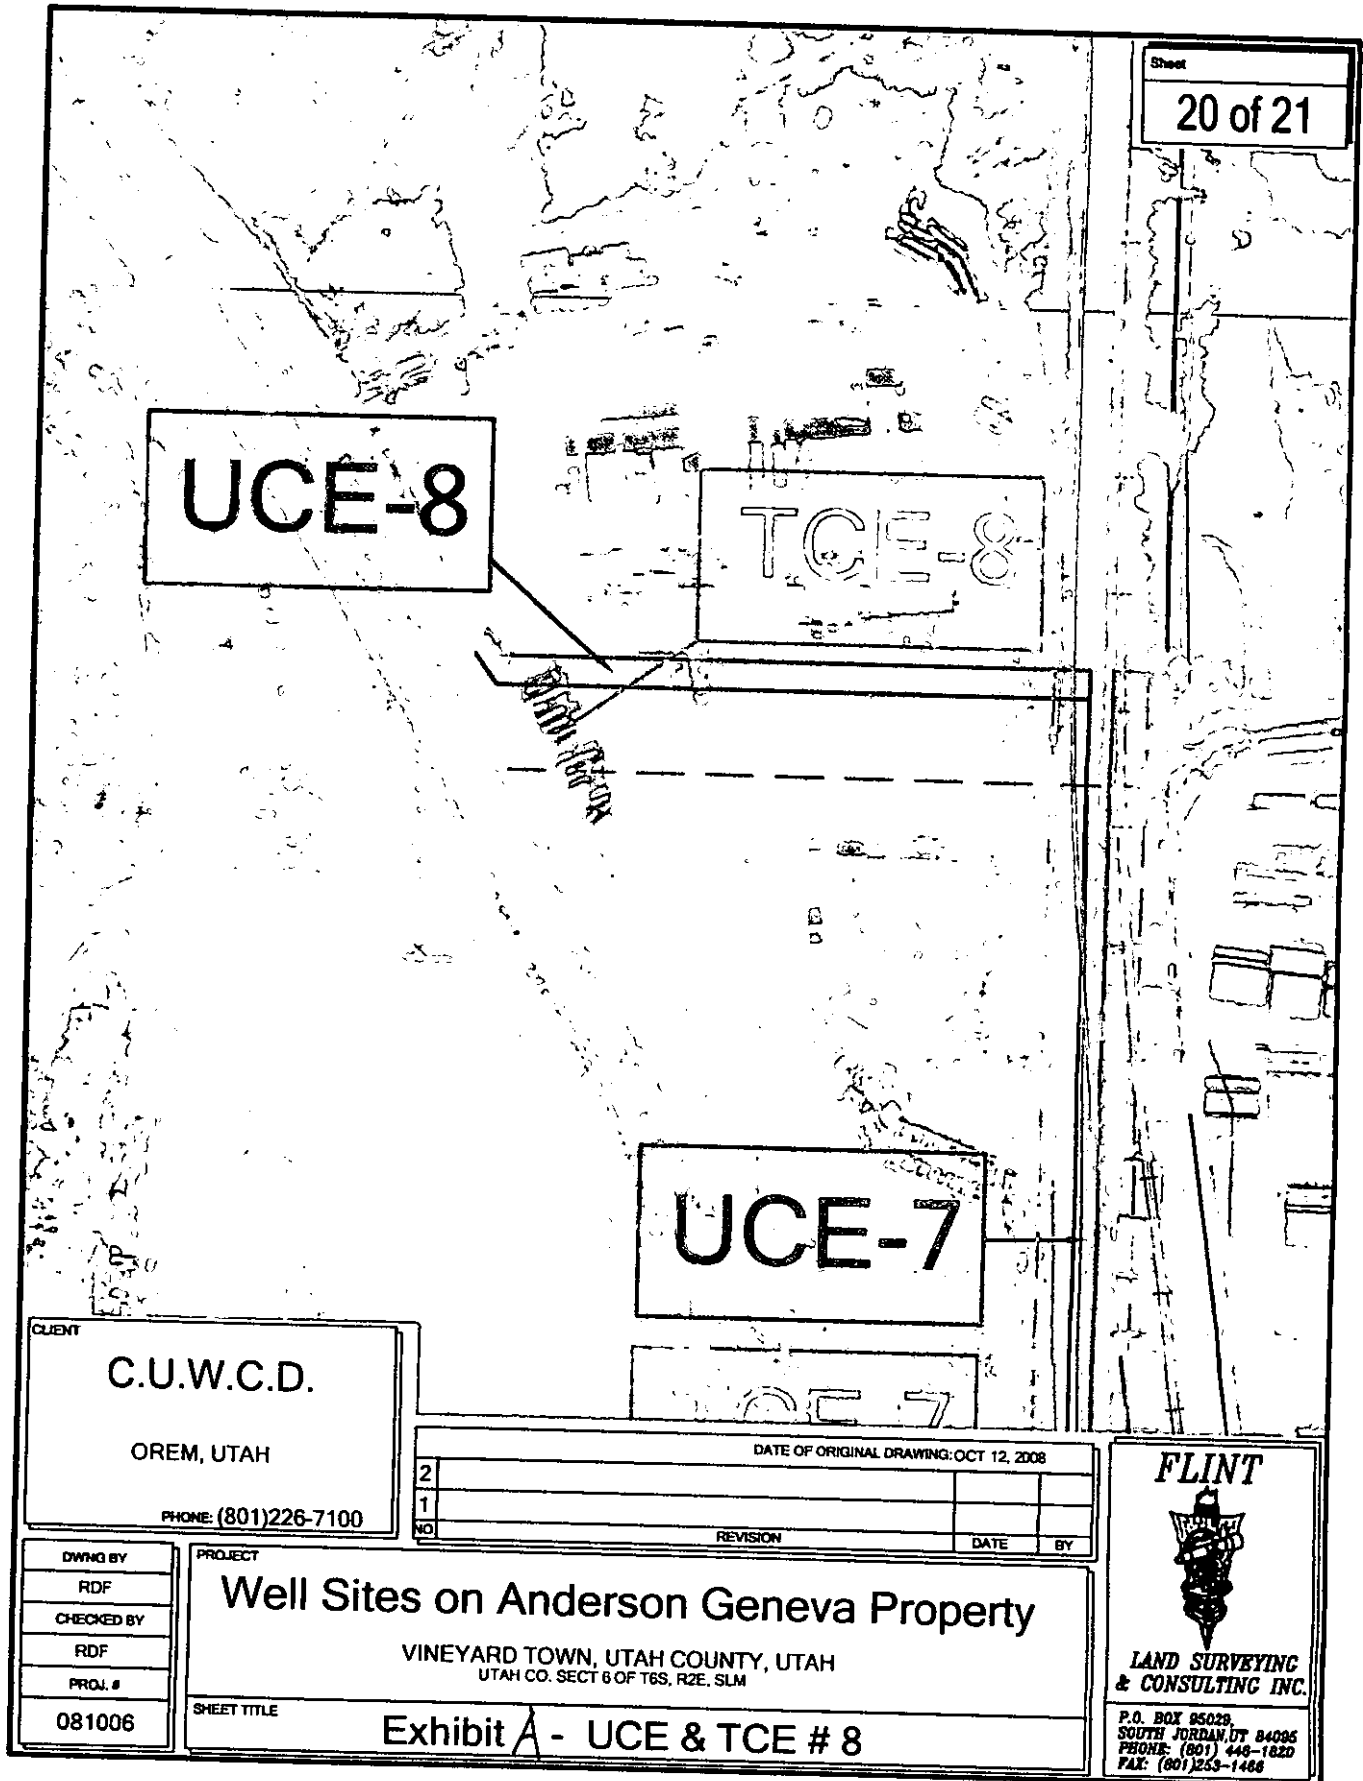 Sheet
20 of 21
UCE-8
TCE-8
UCE-7
CE-7
CLIENT
C.U.W.C.D.
OREM, UTAH
PHONE: (801)226-7100
DATE OF ORIGINAL DRAWING: OCT 12, 2008
2
1
NO
REVISION
DATE
BY
DWNG BY
RDF
CHECKED BY
RDF
PROJ. #
081006
PROJECT
Well Sites on Anderson Geneva Property
VINEYARD TOWN, UTAH COUNTY, UTAH
UTAH CO. SECT 6 OF T6S, R2E, SLM
SHEET TITLE
Exhibit A - UCE & TCE # 8
FLINT
LAND SURVEYING
& CONSULTING INC.
P.O. BOX 95029,
SOUTH JORDAN, UT 84095
PHONE: (801) 446-1820
FAX: (801)253-1466